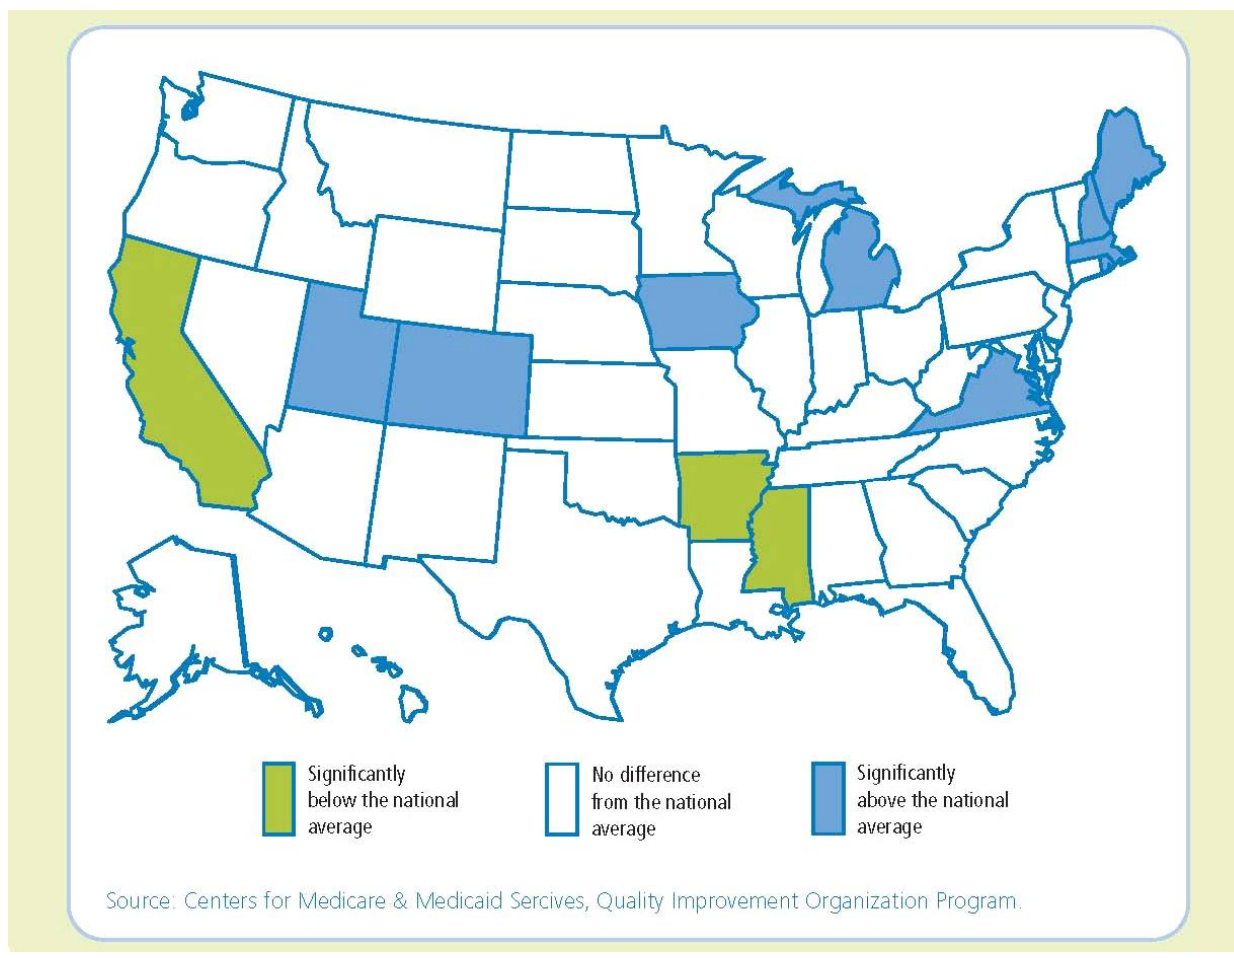 Significantly
below the national
average
No difference
from the national
average
Significantly
above the national
average
Source: Centers for Medicare & Medicaid Sercives, Quality Improvement Organization Program.